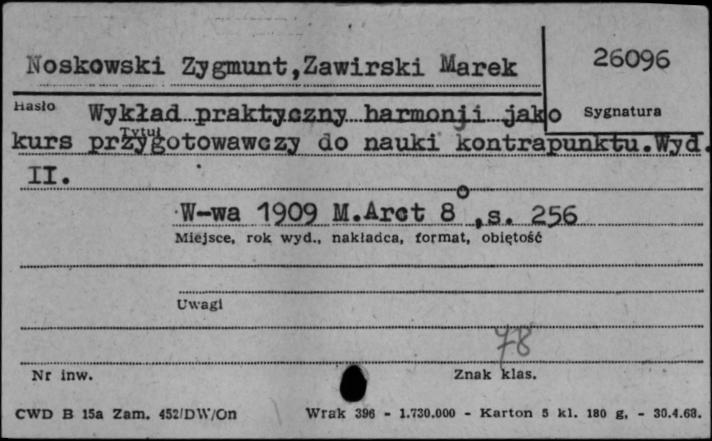 Noskowski Zygmunt,Zawirski Marek
26096
Hasło
Sygnatura
Wykład praktyczny harmonji jako
Tytuł
kurs przygotowawczy do nauki kontrapunktu.Wyd.
II.
W-wa 1909 M.Arct 8°,s. 256
Miejsce, rok wyd., nakładca, format, objętość
Uwagi
78
Nr inw.
Znak klas.
CWD B 15a Zam. 452/DW/On
Wrak 396 - 1.730.000 - Karton 5 kl. 180 g. - 30.4.63.